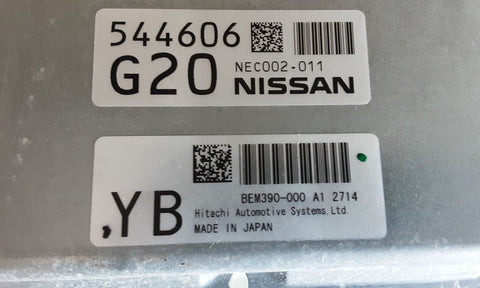 544606
G20 NEC002-011
NISSAN
BEM390-000 A1 2714
,YB Hitachi Automotive Systems,Ltd.
MADE IN JAPAN